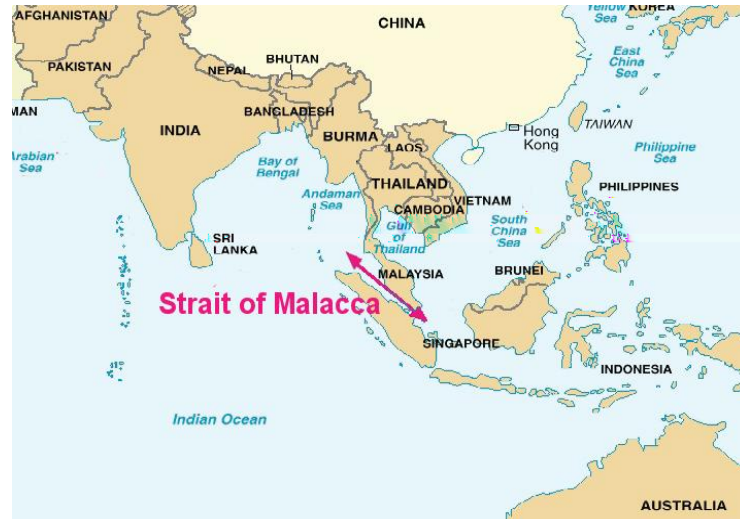 AFGHANISTAN
CHINA
Yellow
Sea
KOREA
East
China
Sea
PAKISTAN
NEPAL
BHUTAN
MAN
INDIA
BANGLADESH
BURMA
LAOS
Hong
Kong
TAIWAN
Arabian
Sea
Bay of
Bengal
Andaman
Sea
THAILAND
VIETNAM
CAMBODIA
Philippine
Sea
PHILIPPINES
SRI
LANKA
Gulf
of
Thailand
South
China
Sea
MALAYSIA
BRUNEI
Strait of Malacca
SINGAPORE
INDONESIA
Indian Ocean
AUSTRALIA